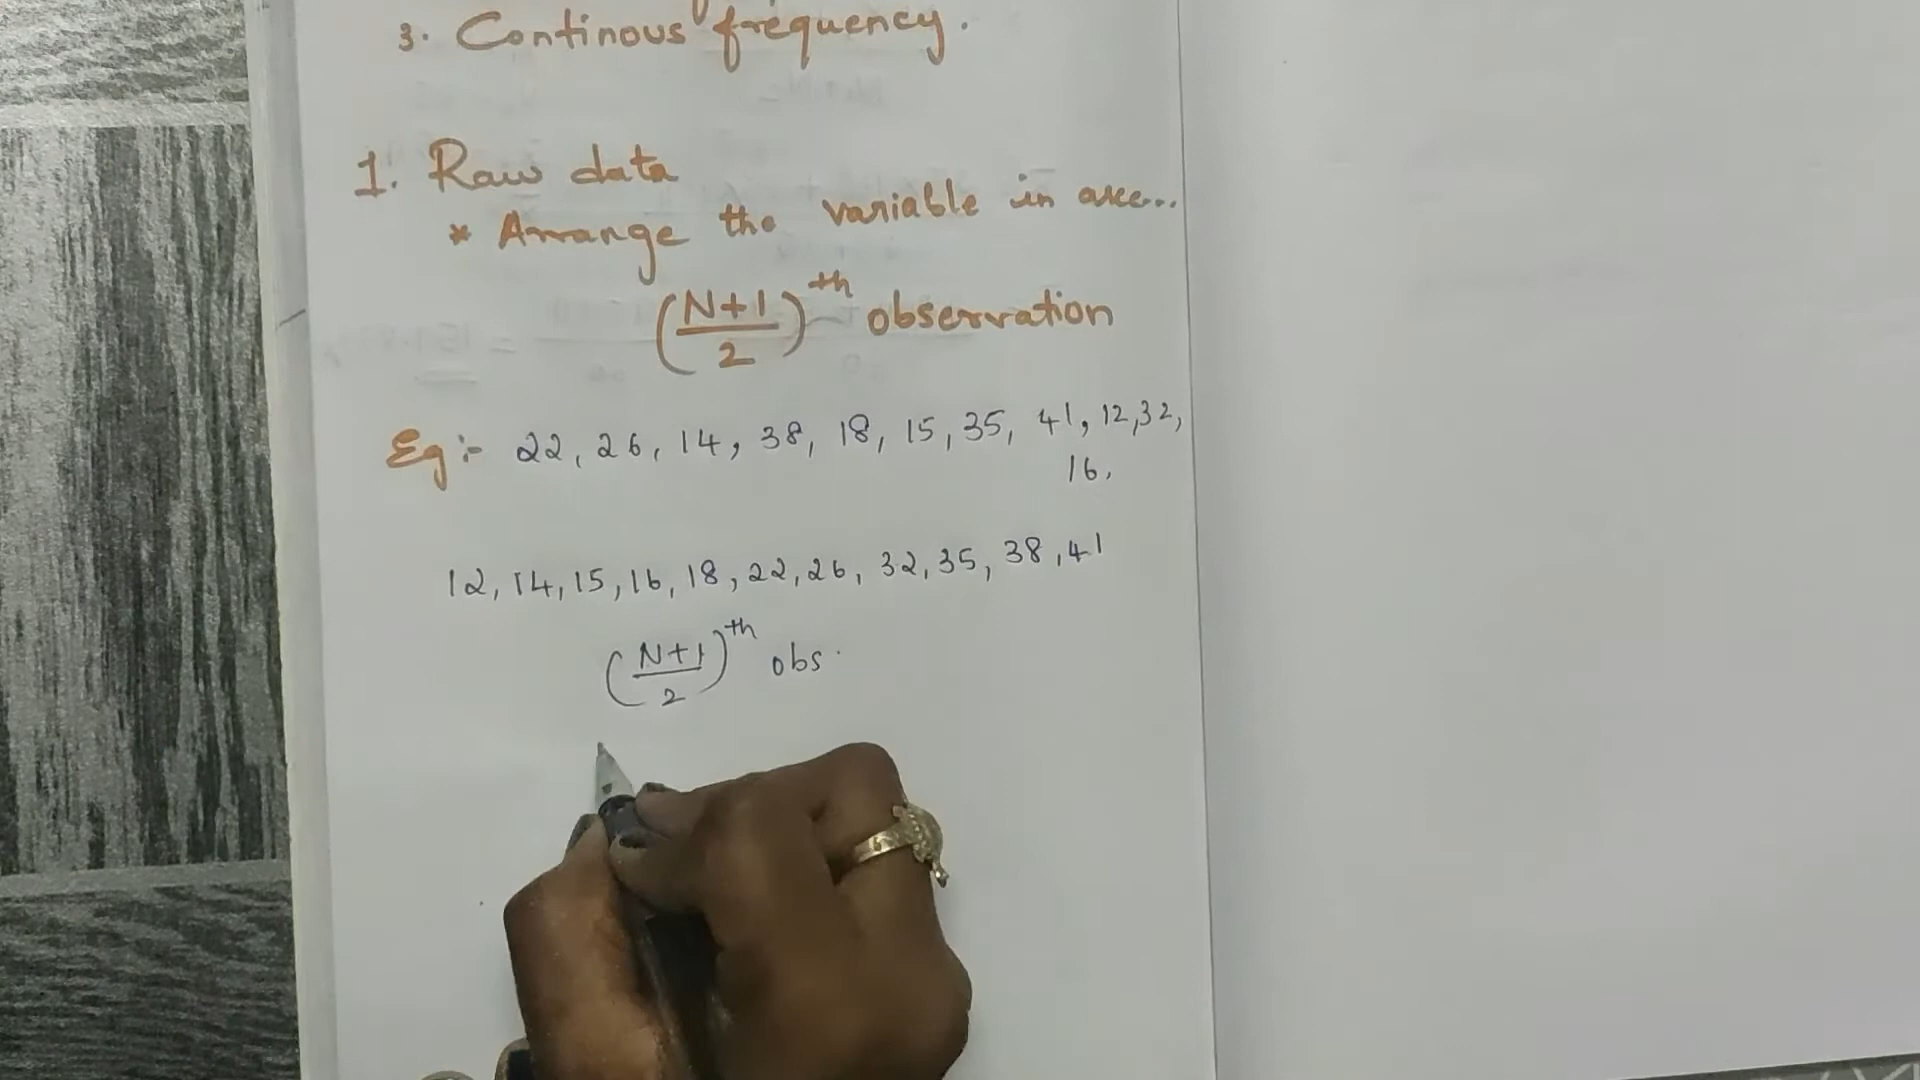 3. Continous frequency.
1. Raw data
* Arrange the variable in asce...
(N+1/2)th observation
Eg:- 22, 26, 14, 38, 18, 15, 35, 41, 12, 32,
16.
12, 14, 15, 16, 18, 22, 26, 32, 35, 38, 41
(N+1/2)th obs.